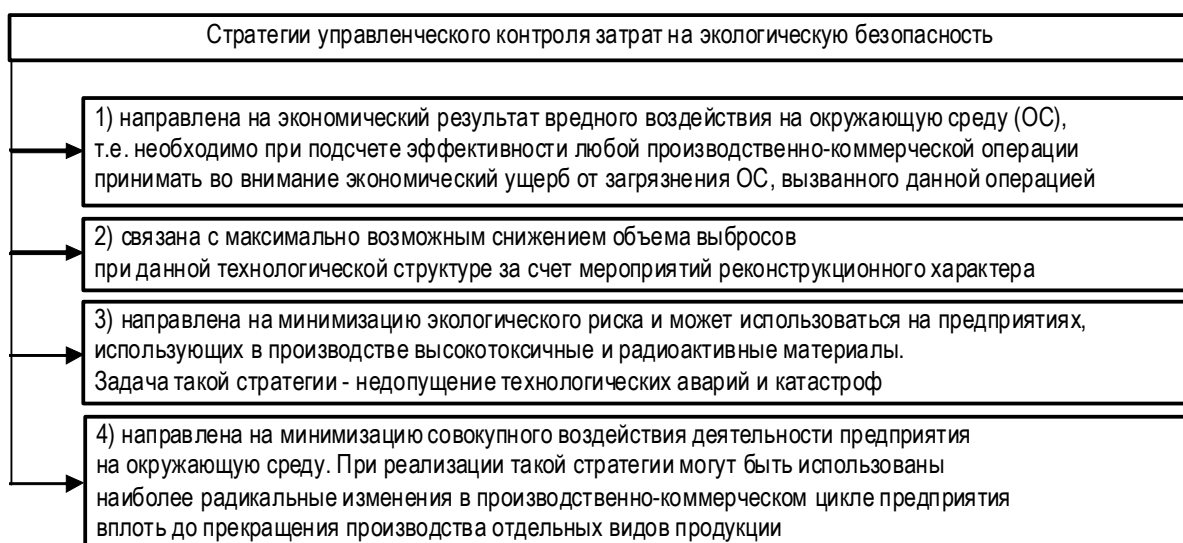 Стратегии управленческого контроля затрат на экологическую безопасность
1) направлена на экономический результат вредного воздействия на окружающую среду (ОС),
т.е. необходимо при подсчете эффективности любой производственно-коммерческой операции
принимать во внимание экономический ущерб от загрязнения ОС, вызванного данной операцией
2) связана с максимально возможным снижением объема выбросов
при данной технологической структуре за счет мероприятий реконструкционного характера
3) направлена на минимизацию экологического риска и может использоваться на предприятиях,
использующих в производстве высокотоксичные и радиоактивные материалы.
Задача такой стратегии - недопущение технологических аварий и катастроф
4) направлена на минимизацию совокупного воздействия деятельности предприятия
на окружающую среду. При реализации такой стратегии могут быть использованы
наиболее радикальные изменения в производственно-коммерческом цикле предприятия
вплоть до прекращения производства отдельных видов продукции